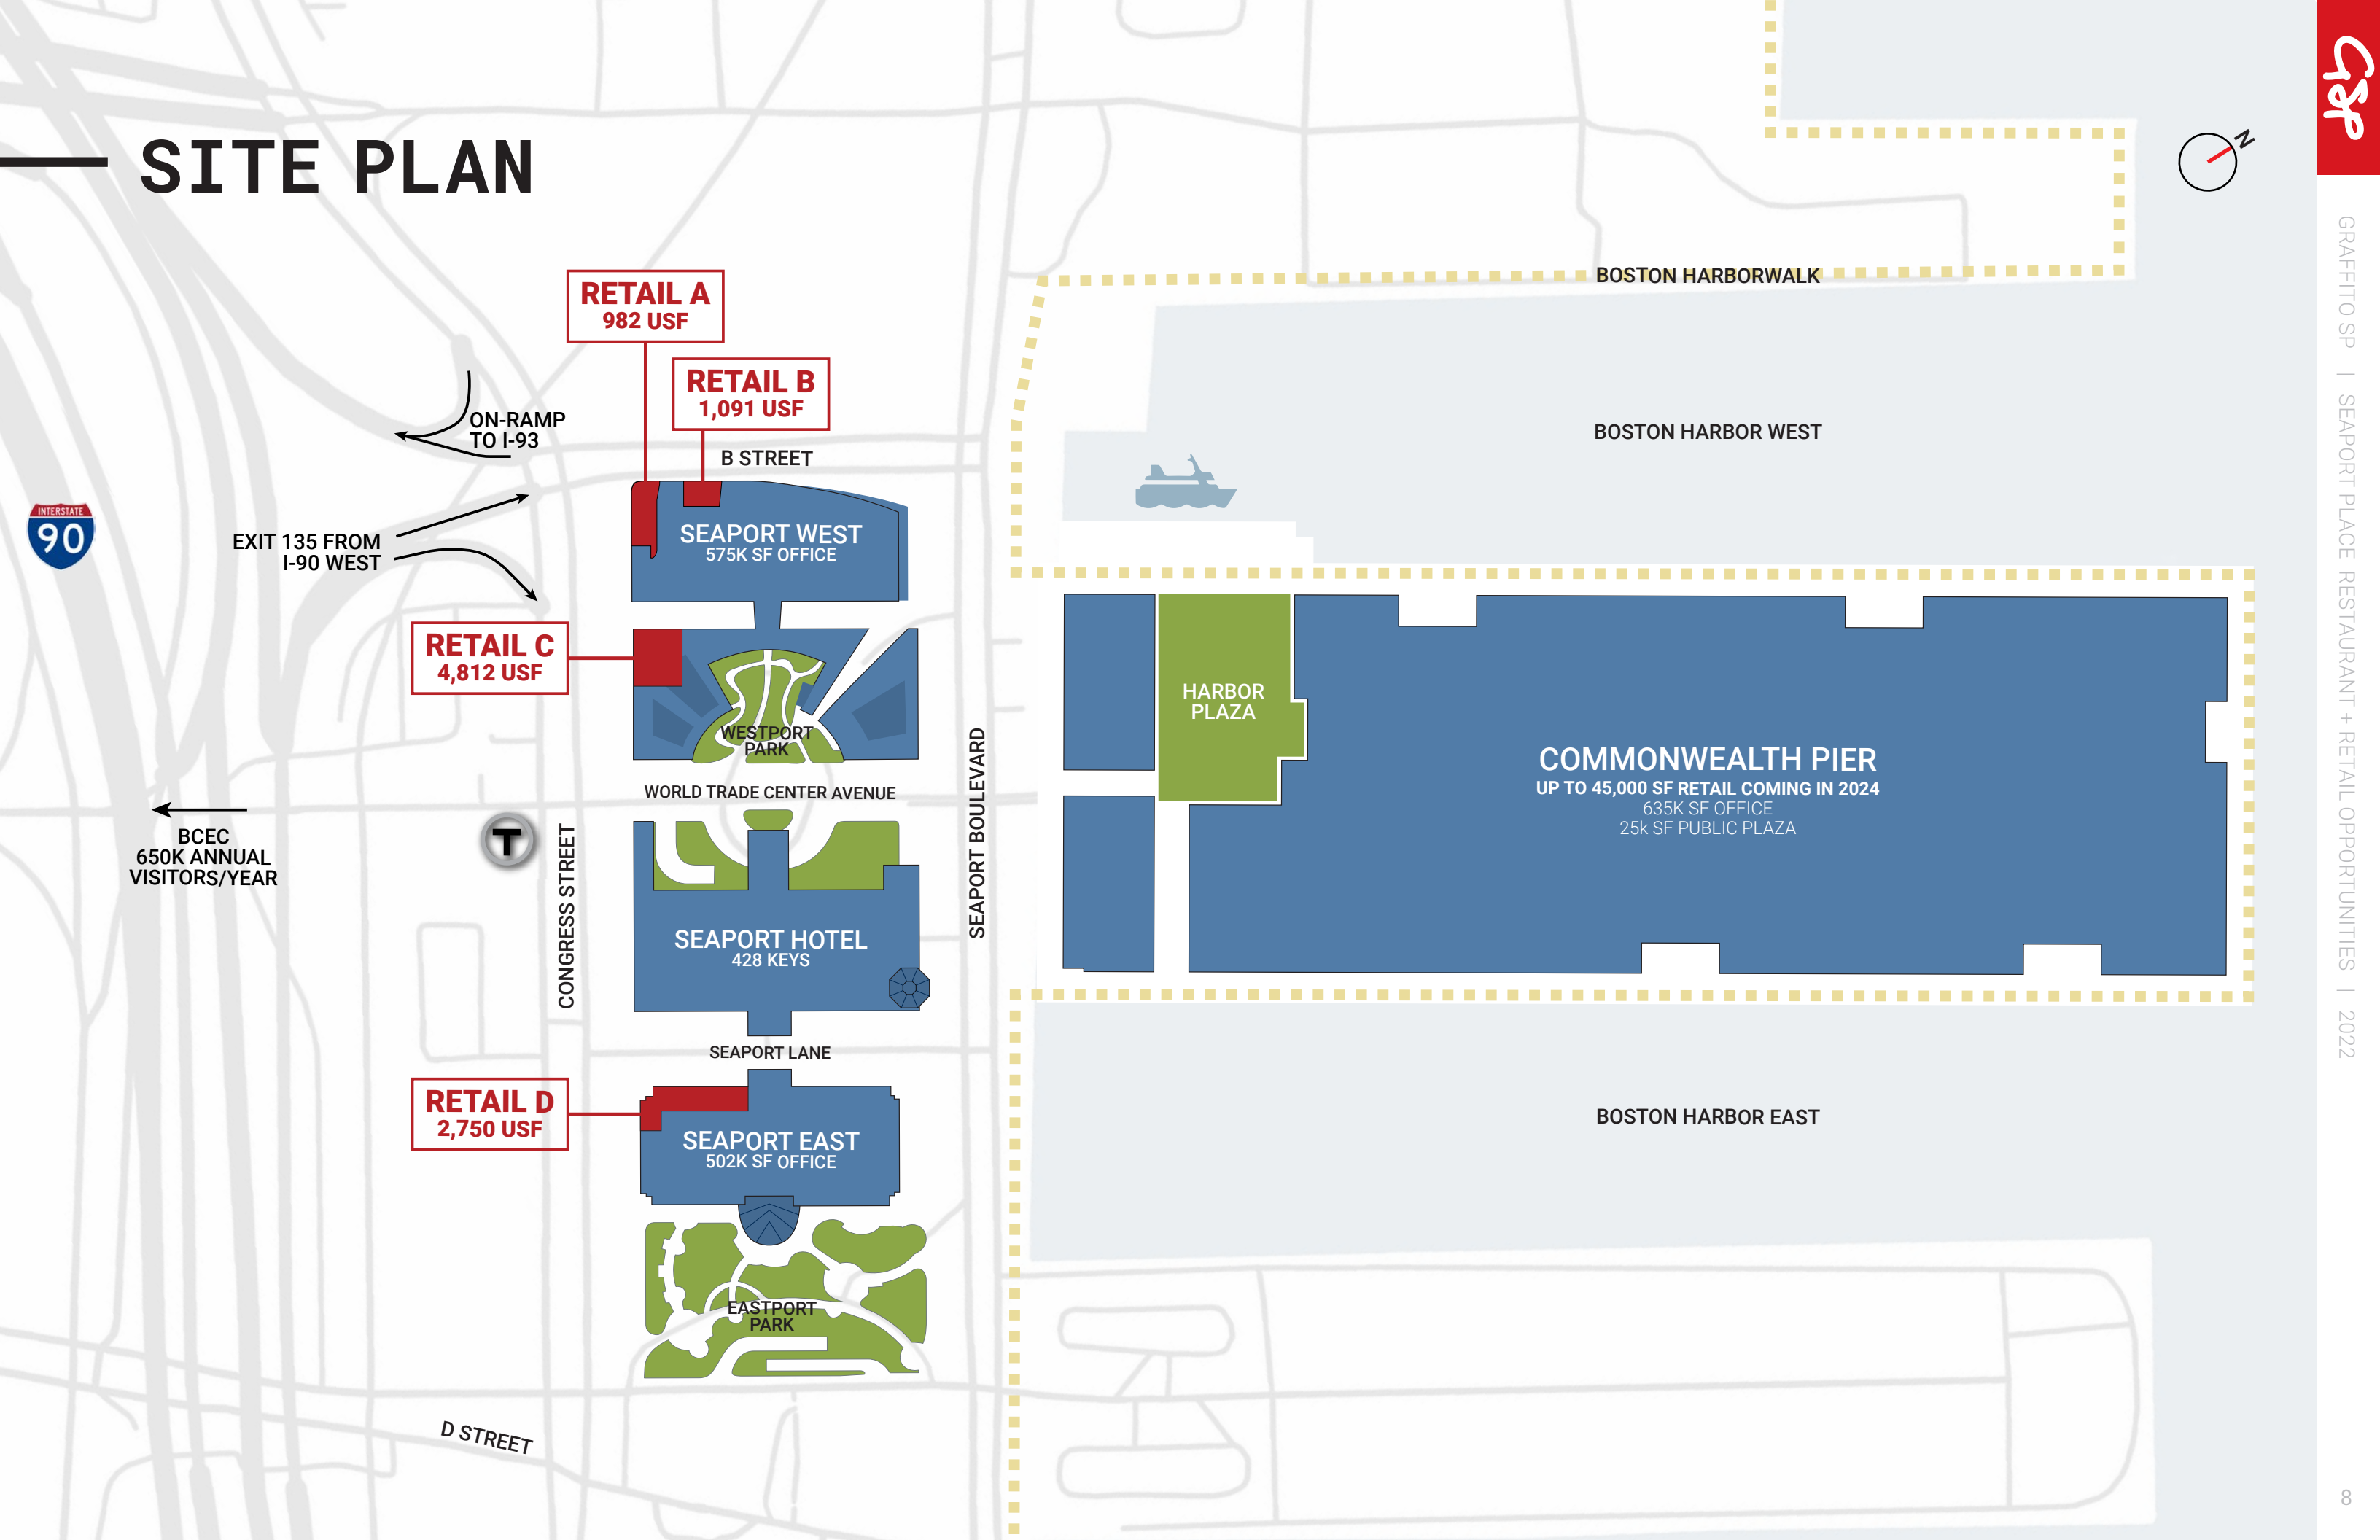 SITE PLAN
GSP
N
RETAIL A
982 USF
RETAIL B
1,091 USF
B STREET
ON-RAMP
TO I-93
INTERSTATE
90
EXIT 135 FROM
I-90 WEST
SEAPORT WEST
575K SF OFFICE
RETAIL C
4,812 USF
WESTPORT
PARK
WORLD TRADE CENTER AVENUE
BCEC
650K ANNUAL
VISITORS/YEAR
T
CONGRESS STREET
SEAPORT BOULEVARD
SEAPORT HOTEL
428 KEYS
SEAPORT LANE
RETAIL D
2,750 USF
SEAPORT EAST
502K SF OFFICE
EASTPORT
PARK
D STREET
BOSTON HARBORWALK
BOSTON HARBOR WEST
HARBOR
PLAZA
COMMONWEALTH PIER
UP TO 45,000 SF RETAIL COMING IN 2024
635K SF OFFICE
25k SF PUBLIC PLAZA
BOSTON HARBOR EAST
GRAFFITO SP | SEAPORT PLACE RESTAURANT + RETAIL OPPORTUNITIES | 2022
8